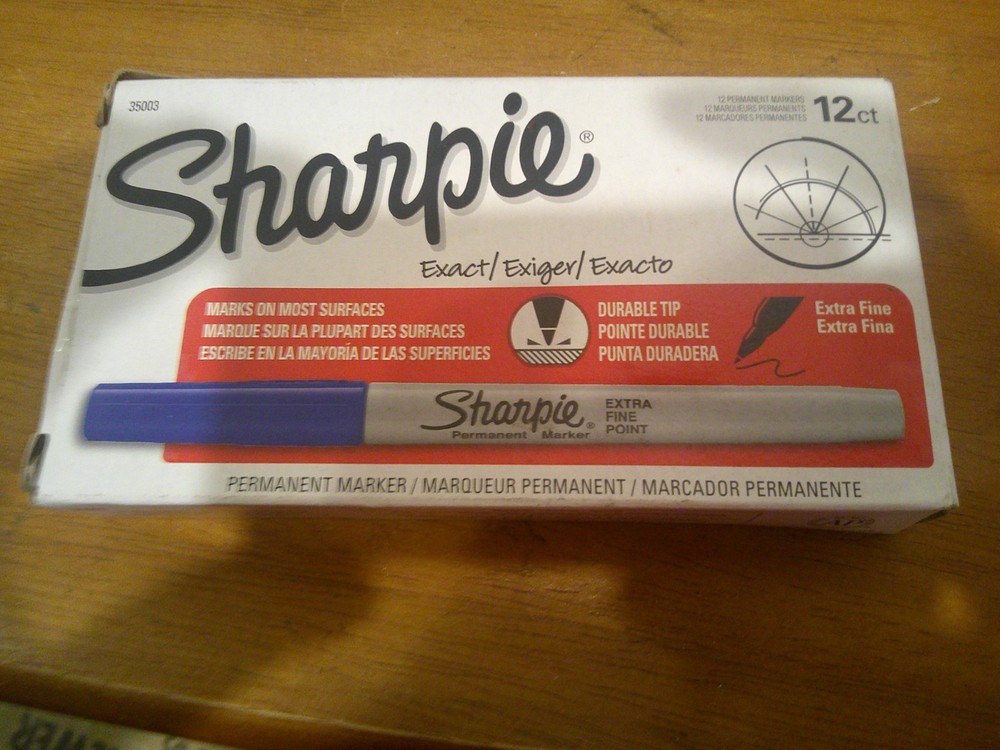 35003
Sharpie®
12 PERMANENT MARKERS
12 MARQUEURS PERMANENTS
12 MARCADORES PERMANENTES
12ct
Exact/Exiger/Exacto
MARKS ON MOST SURFACES
MARQUE SUR LA PLUPART DES SURFACES
ESCRIBE EN LA MAYORÍA DE LAS SUPERFICIES
DURABLE TIP
POINTE DURABLE
PUNTA DURADERA
Extra Fine
Extra Fina
Sharpie®
Permanent Marker
EXTRA
FINE
POINT
PERMANENT MARKER / MARQUEUR PERMANENT / MARCADOR PERMANENTE